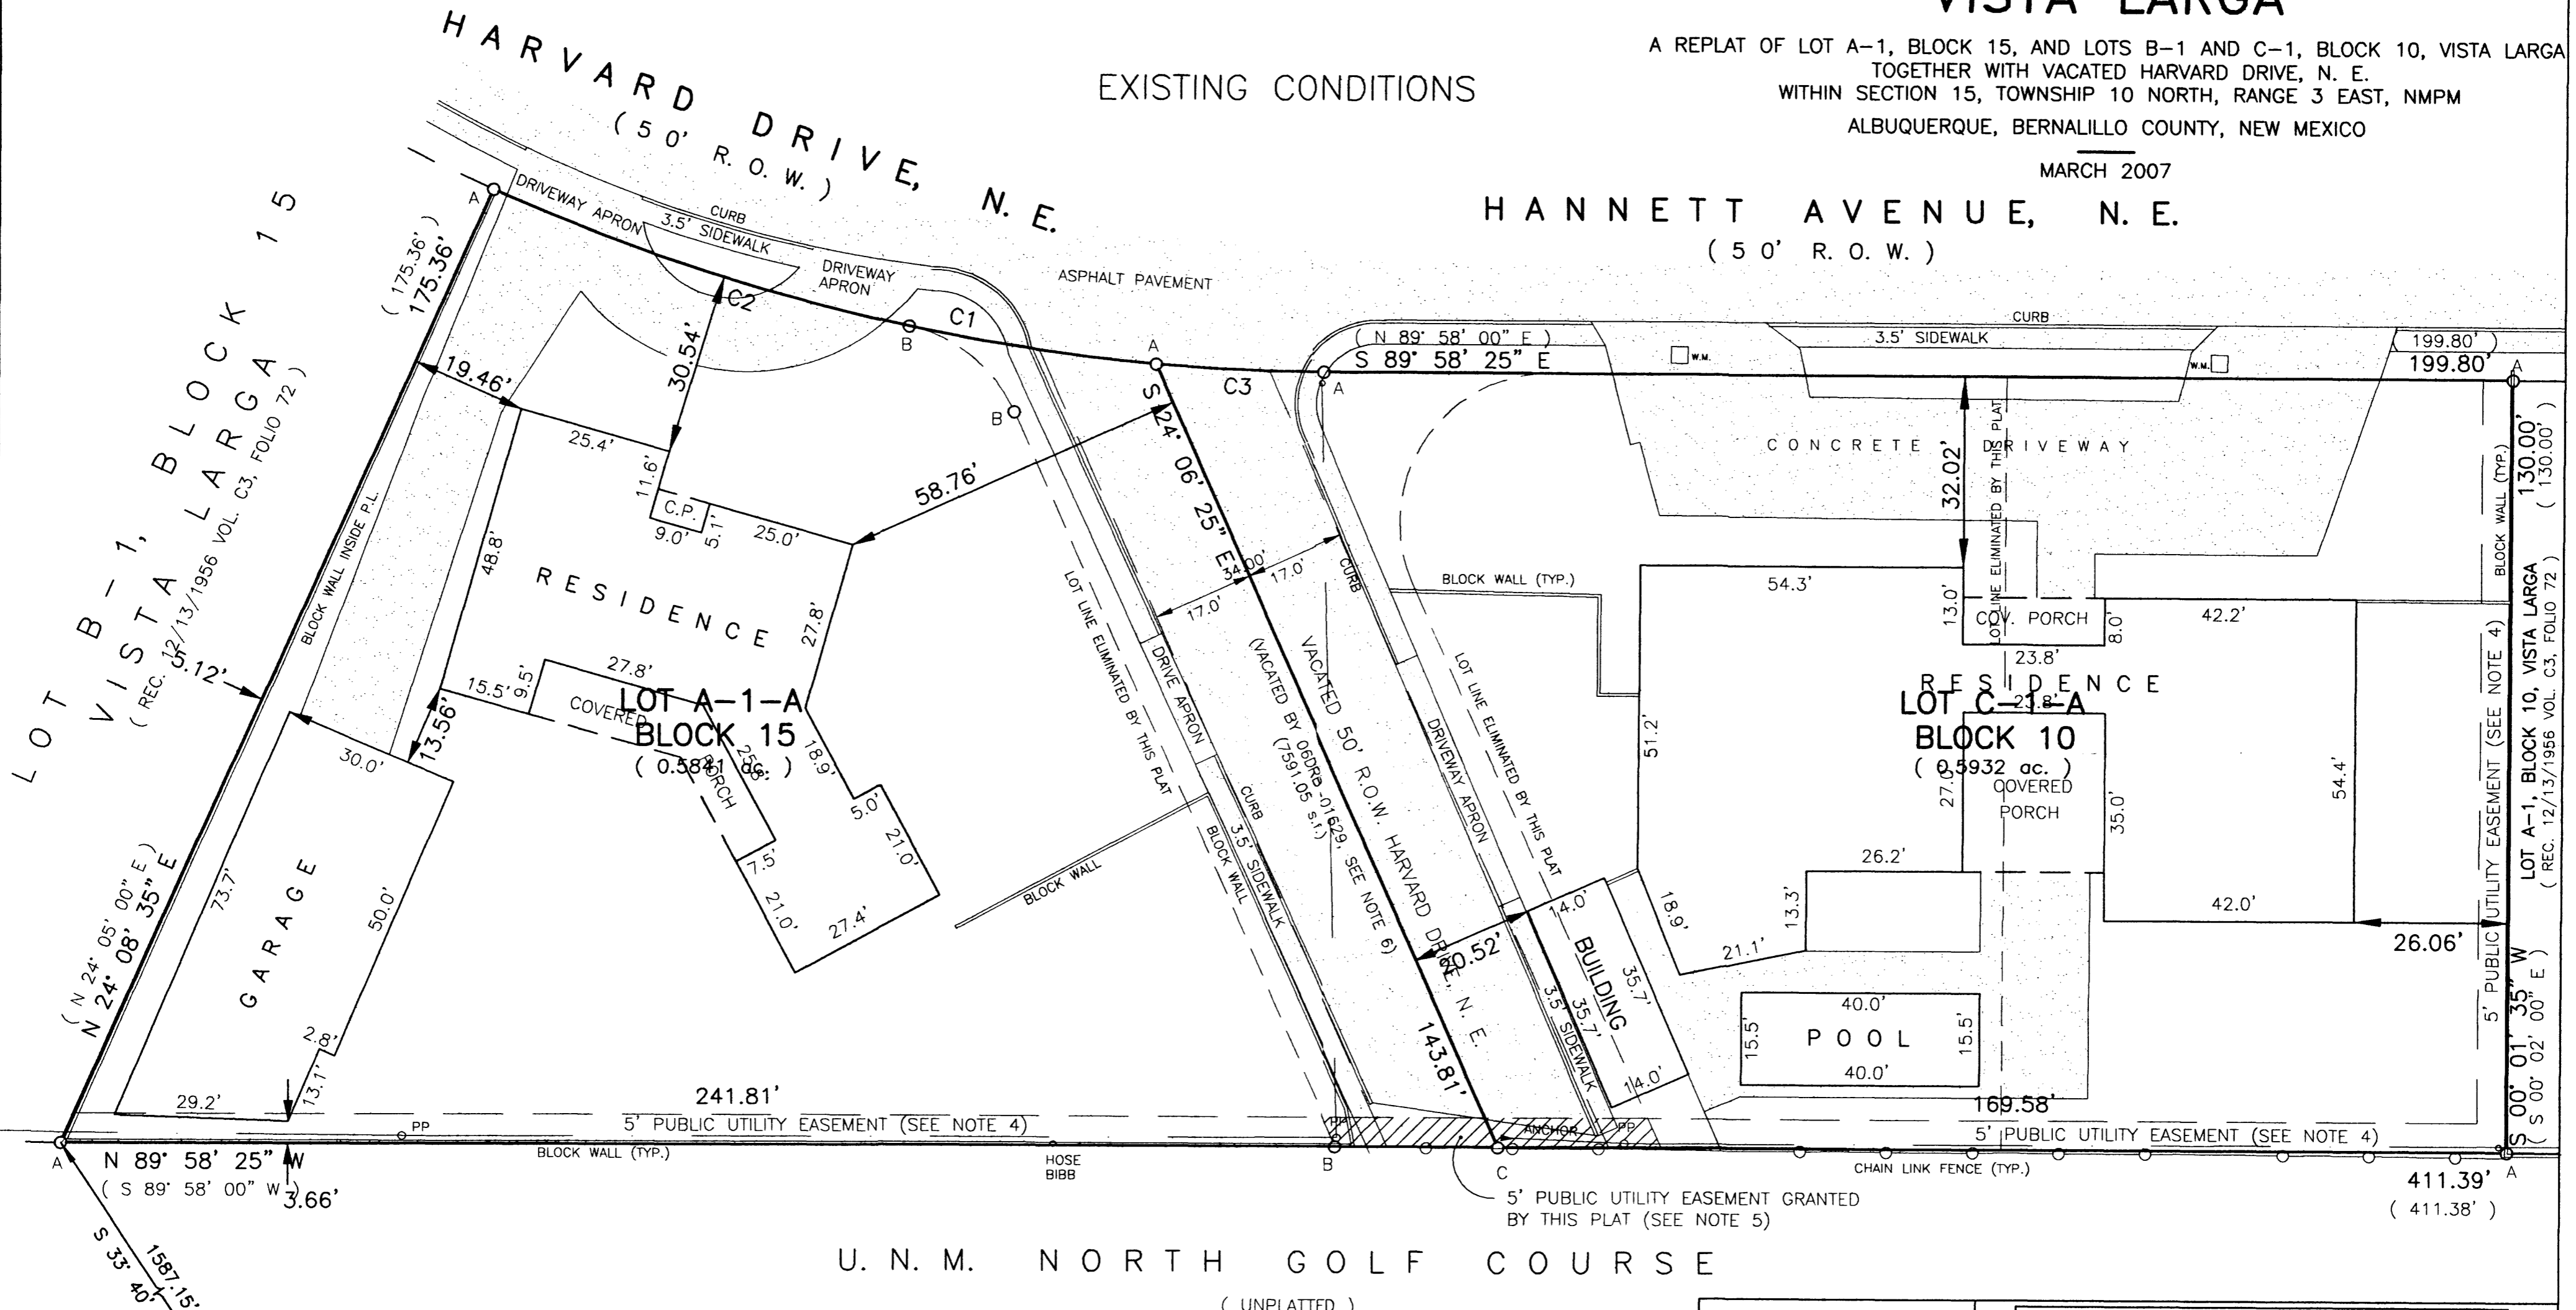 VISTA LARGA
A REPLAT OF LOT A-1, BLOCK 15, AND LOTS B-1 AND C-1, BLOCK 10, VISTA LARGA
TOGETHER WITH VACATED HARVARD DRIVE, N. E.
WITHIN SECTION 15, TOWNSHIP 10 NORTH, RANGE 3 EAST, NMPM
ALBUQUERQUE, BERNALILLO COUNTY, NEW MEXICO
MARCH 2007
EXISTING CONDITIONS
HARVARD DRIVE, N. E.
( 50' R. O. W. )
HANNETT AVENUE, N. E.
( 50' R. O. W. )
ASPHALT PAVEMENT
A
DRIVEWAY APRON
CURB
3.5' SIDEWALK
DRIVEWAY
APRON
C2
C1
B
B
A
C3
A
( N 89° 58' 00" E )
S 89° 58' 25" E
W.M.
CURB
3.5' SIDEWALK
W.M.
( 199.80' )
199.80'
A
LOT B-1, BLOCK 15
VISTA LARGA
( REC. 12/13/1956 VOL. C3, FOLIO 72 )
( 175.36' )
175.36'
19.46'
30.54'
25.4'
11.6'
C.P.
9.0'
5.1'
25.0'
58.76'
48.8'
RESIDENCE
27.8'
BLOCK WALL INSIDE P.L.
5.12'
15.5'
9.5'
27.8'
COVERED
PORCH
25.8'
LOT A-1-A
BLOCK 15
( 0.5841 ac. )
13.56'
18.9'
5.0'
21.0'
7.5'
21.0'
27.4'
30.0'
73.7'
GARAGE
50.0'
2.8'
13.1'
29.2'
( N 24° 05' 00" E )
N 24° 08' 35" E
BLOCK WALL
LOT LINE ELIMINATED BY THIS PLAT
DRIVE APRON
CURB
3.5' SIDEWALK
BLOCK WALL
S 24° 06' 25" E
34.00'
17.0'
17.0'
CURB
VACATED 50' R.O.W. HARVARD DRIVE, N. E.
(VACATED BY 06DRB-01629, SEE NOTE 6)
(7591.05 s.f.)
143.81'
20.52'
LOT LINE ELIMINATED BY THIS PLAT
DRIVEWAY APRON
3.5' SIDEWALK
BUILDING
14.0'
35.7'
35.7'
14.0'
BLOCK WALL (TYP.)
CONCRETE DRIVEWAY
32.02'
LOT LINE ELIMINATED BY THIS PLAT
54.3'
13.0'
COV. PORCH
8.0'
23.8'
42.2'
RESIDENCE
23.8'
LOT C-1-A
BLOCK 10
( 0.5932 ac. )
27.0'
COVERED
PORCH
35.0'
54.4'
51.2'
26.2'
13.3'
18.9'
21.1'
42.0'
26.06'
40.0'
15.5'
POOL
15.5'
40.0'
BLOCK WALL (TYP.)
130.00'
( 130.00' )
5' PUBLIC UTILITY EASEMENT (SEE NOTE 4)
LOT A-1, BLOCK 10, VISTA LARGA
( REC. 12/13/1956 VOL. C3, FOLIO 72 )
S 00° 01' 35" W
( S 00° 02' 00" E )
241.81'
PP
5' PUBLIC UTILITY EASEMENT (SEE NOTE 4)
PP
ANCHOR
PP
169.58'
5' PUBLIC UTILITY EASEMENT (SEE NOTE 4)
A
N 89° 58' 25" W
( S 89° 58' 00" W )
3.66'
BLOCK WALL (TYP.)
HOSE
BIBB
B
C
CHAIN LINK FENCE (TYP.)
A
411.39'
( 411.38' )
5' PUBLIC UTILITY EASEMENT GRANTED
BY THIS PLAT (SEE NOTE 5)
1587.15'
S 33° 40'
U. N. M. NORTH GOLF COURSE
( UNPLATTED )